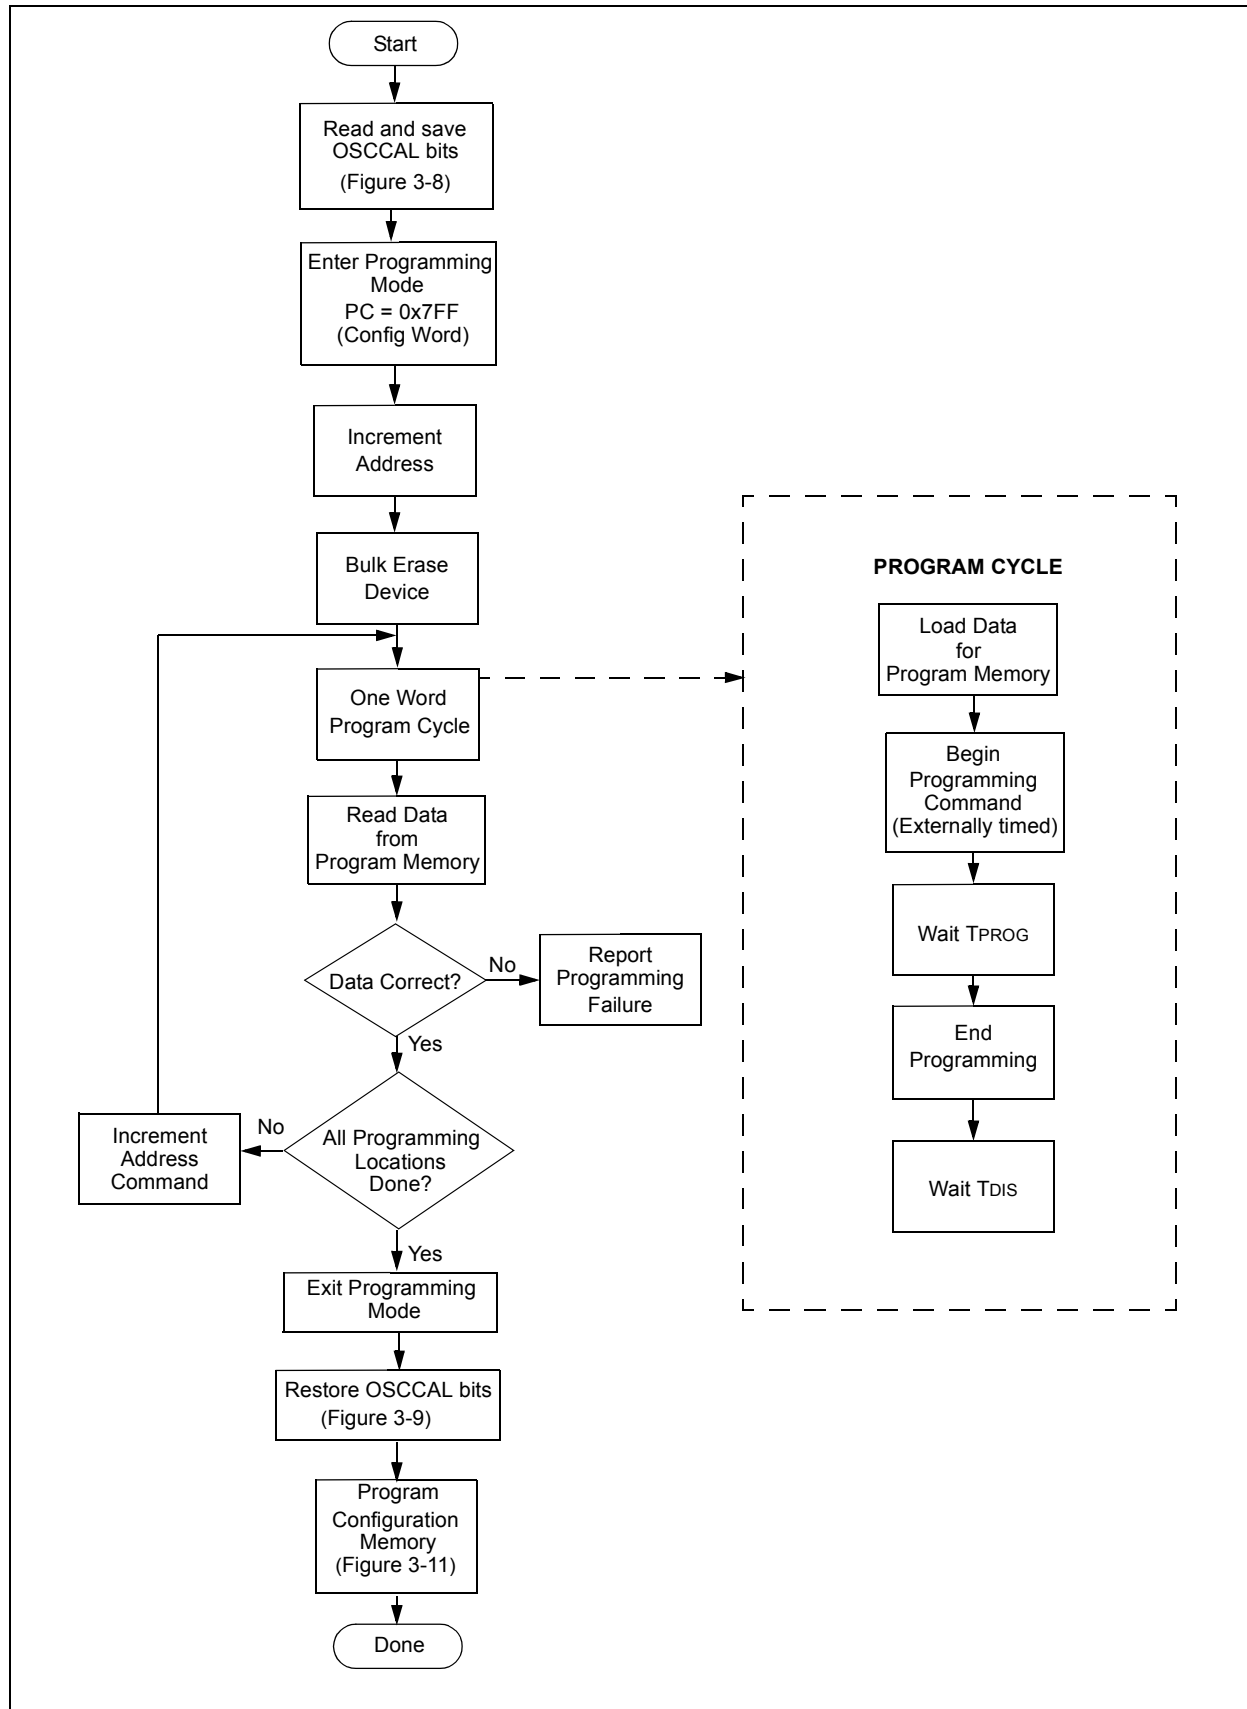 Start
Read and save
OSCCAL bits
(Figure 3-8)
Enter Programming
Mode
PC = 0x7FF
(Config Word)
Increment
Address
Bulk Erase
Device
One Word
Program Cycle
Read Data
from
Program Memory
Data Correct?
No
Report
Programming
Failure
Yes
All Programming
Locations
Done?
No
Increment
Address
Command
Yes
Exit Programming
Mode
Restore OSCCAL bits
(Figure 3-9)
Program
Configuration
Memory
(Figure 3-11)
Done
PROGRAM CYCLE
Load Data
for
Program Memory
Begin
Programming
Command
(Externally timed)
Wait TPROG
End
Programming
Wait TDIS